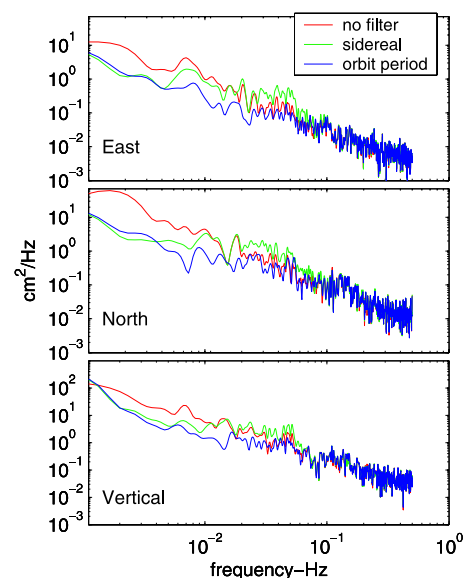 no filter
sidereal
orbit period
10^1
10^0
10^-1
10^-2
10^-3
East
10^1
10^0
10^-1
10^-2
10^-3
North
cm^2/Hz
10^2
10^1
10^0
10^-1
10^-2
10^-3
Vertical
10^-2
10^-1
10^0
frequency-Hz